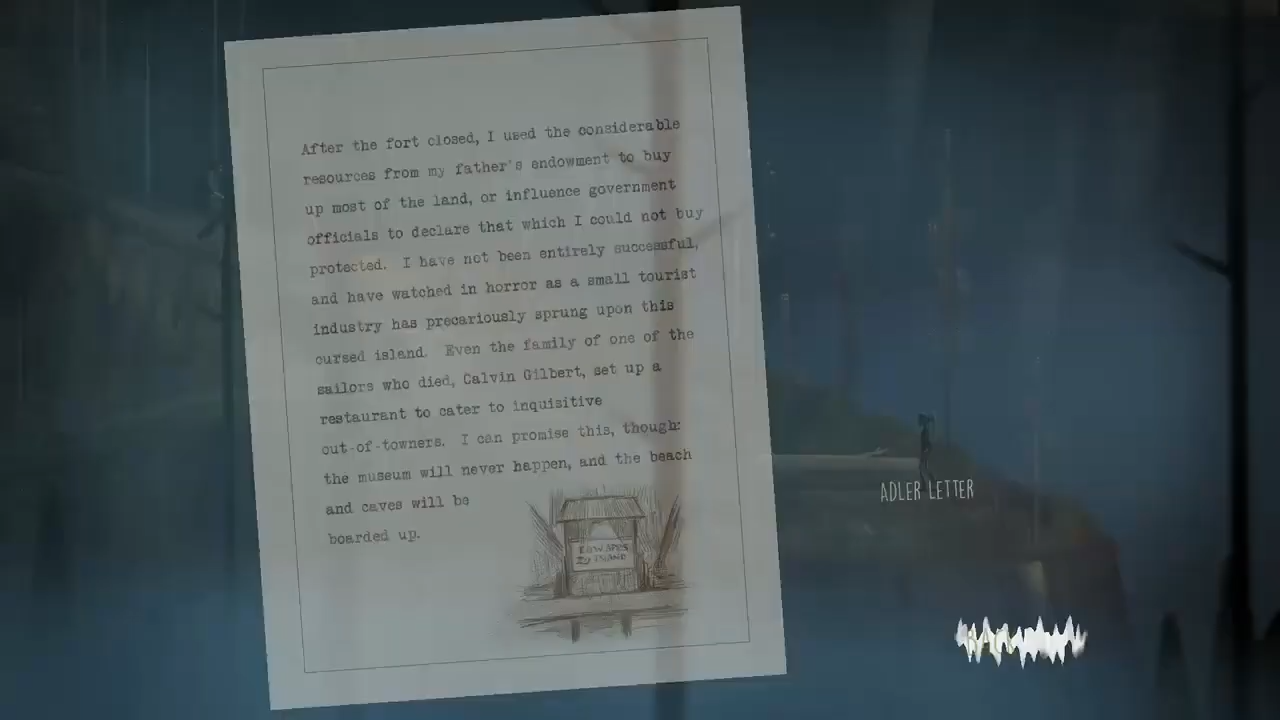 After the fort closed, I used the considerable
resources from my father's endowment to buy
up most of the land, or influence government
officials to declare that which I could not buy
protected. I have not been entirely successful,
and have watched in horror as a small tourist
industry has precariously sprung upon this
cursed island. Even the family of one of the
sailors who died, Calvin Gilbert, set up a
restaurant to cater to inquisitive
out-of-towners. I can promise this, though:
the museum will never happen, and the beach
and caves will be
boarded up.
EDWARDS
ISLAND
ADLER LETTER